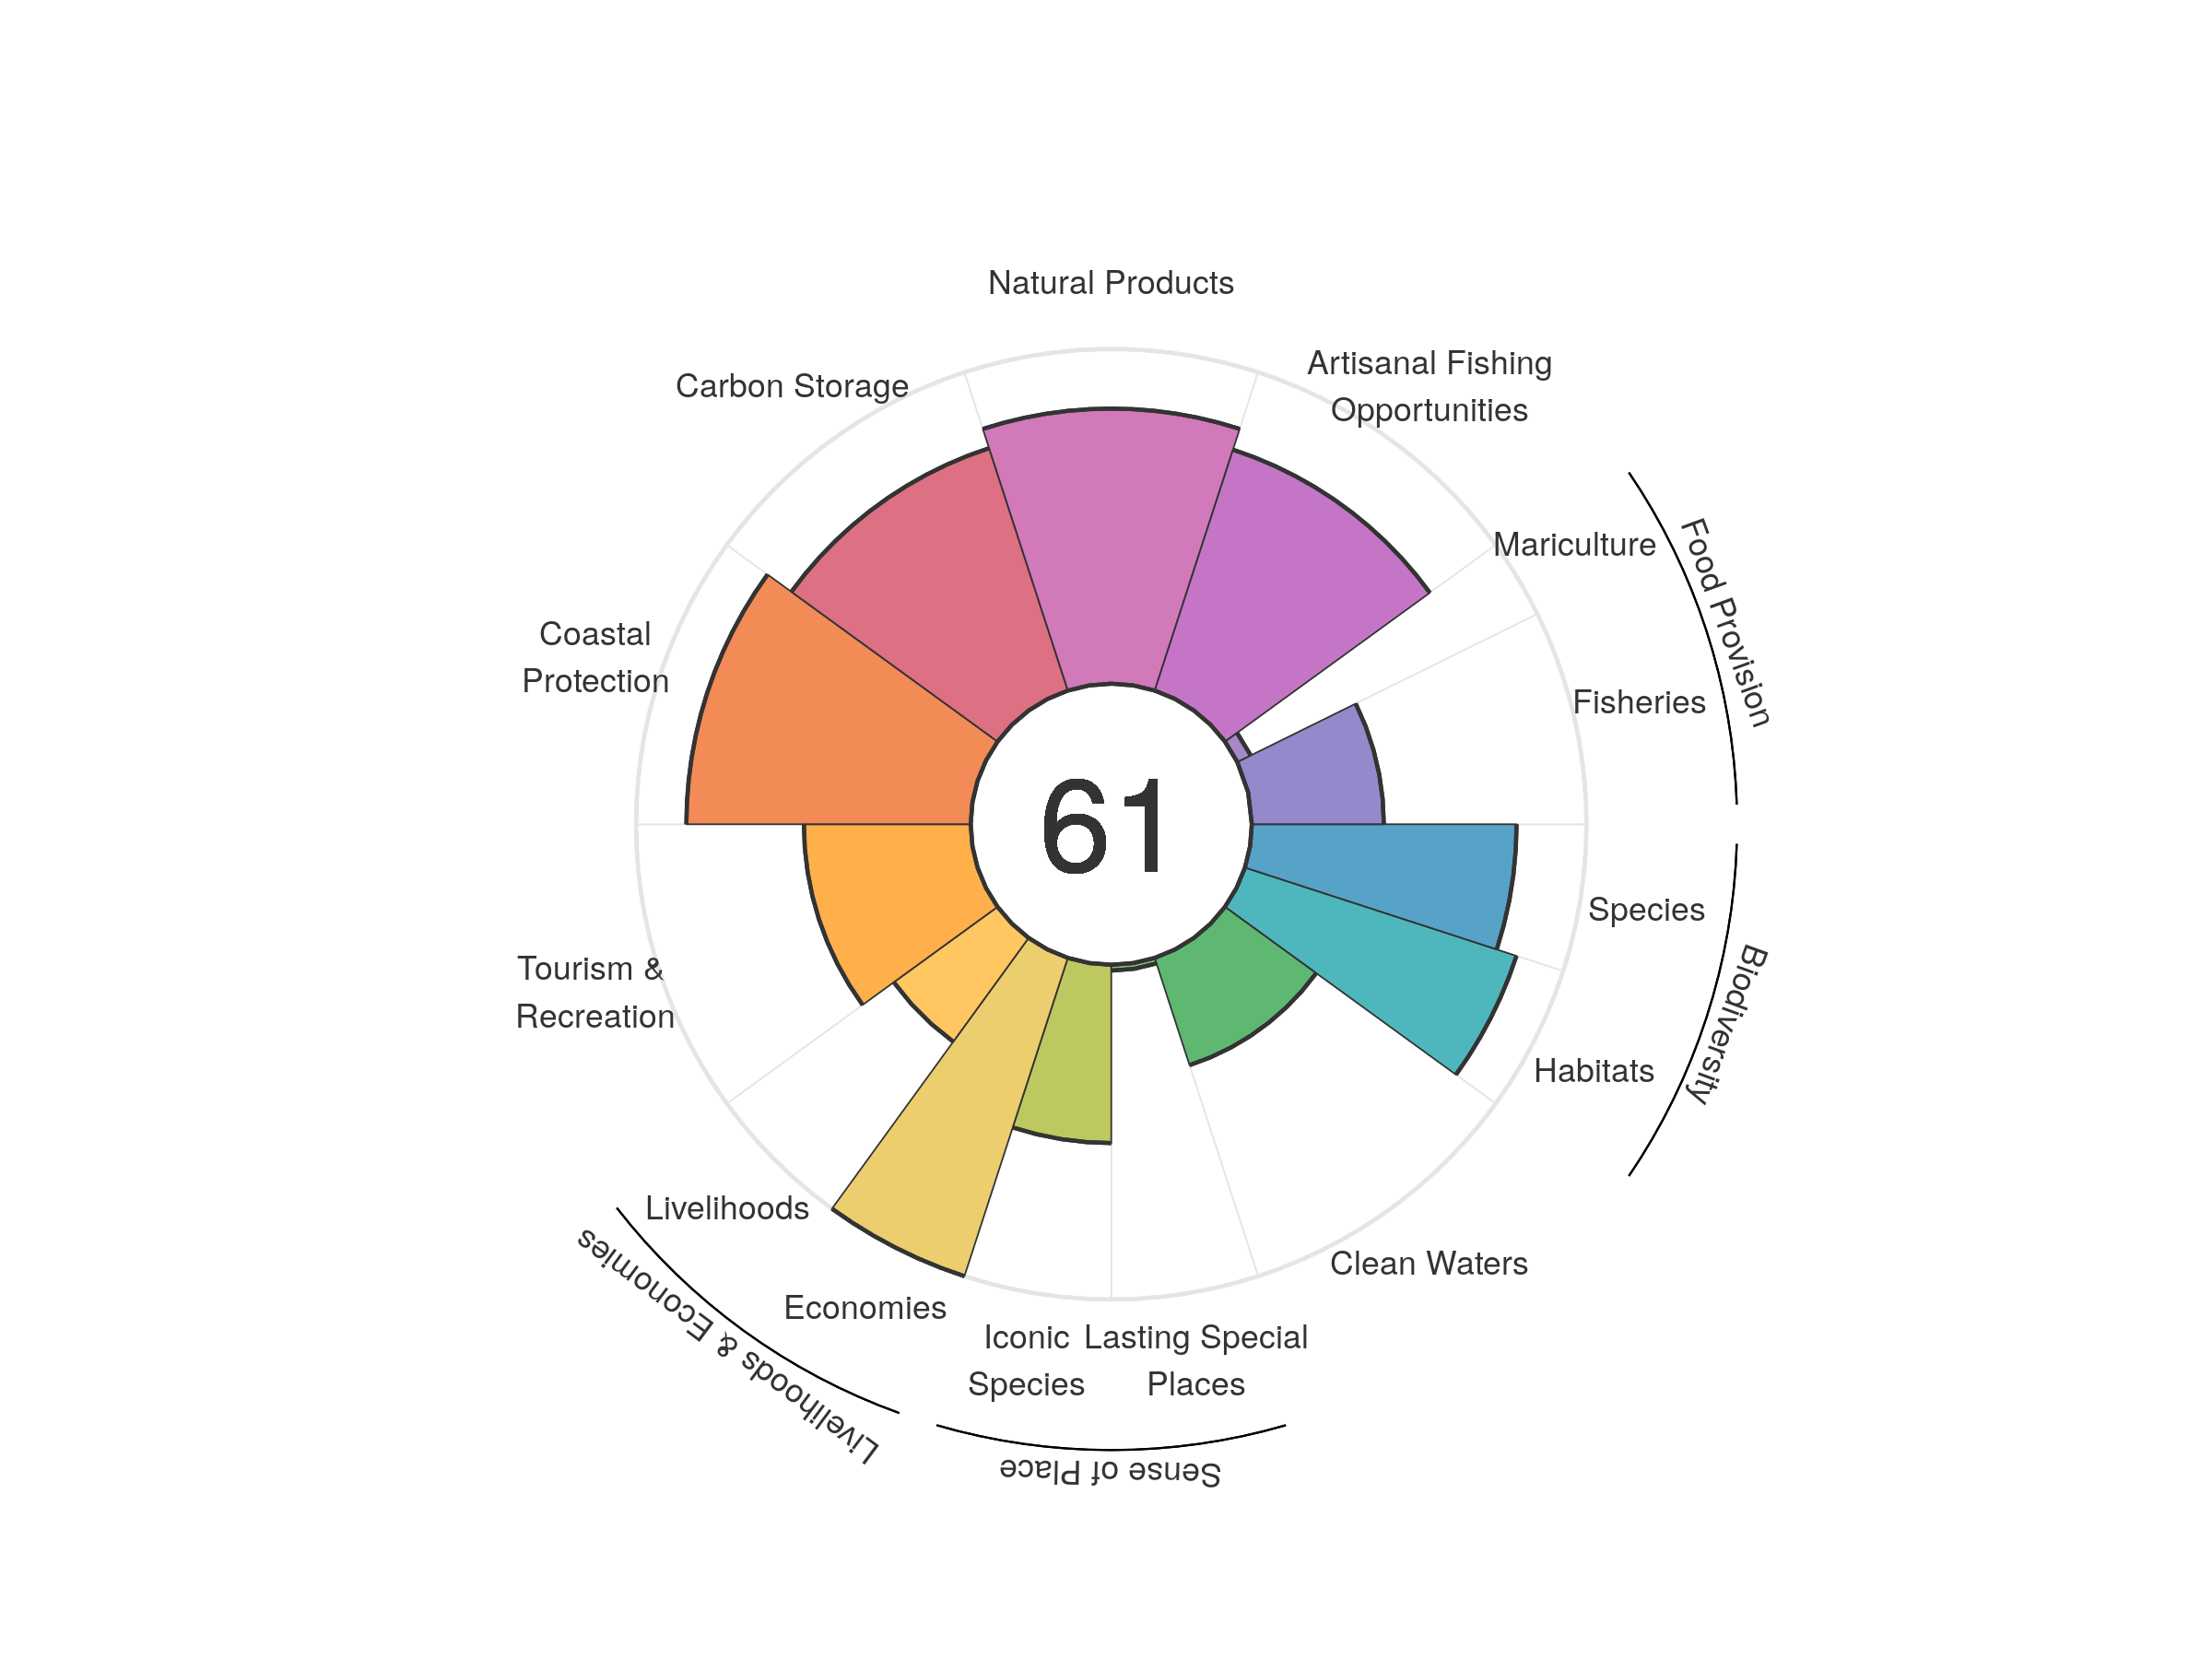 Natural Products
Artisanal Fishing
Opportunities
Carbon Storage
Mariculture
Food Provision
Coastal
Protection
Fisheries
61
Species
Biodiversity
Tourism &
Recreation
Habitats
Livelihoods
Clean Waters
Economies
Livelihoods & Economies
Iconic
Species
Lasting Special
Places
Sense of Place